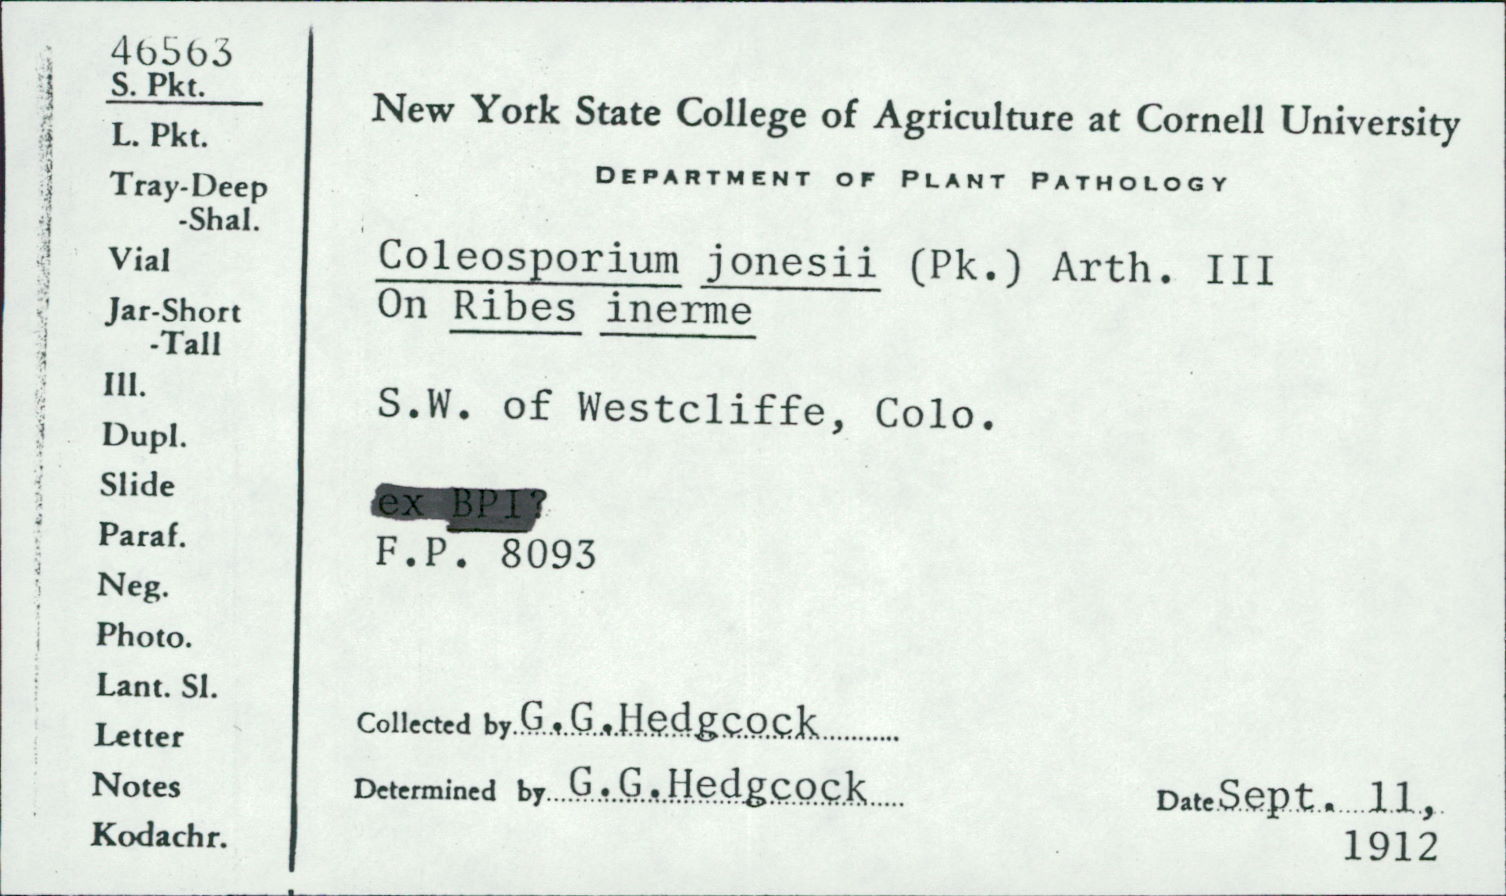 46563
S. Pkt.
L. Pkt.
Tray-Deep
-Shal.
Vial
Jar-Short
-Tall
Ill.
Dupl.
Slide
Paraf.
Neg.
Photo.
Lant. Sl.
Letter
Notes
Kodachr.
New York State College of Agriculture at Cornell University
DEPARTMENT OF PLANT PATHOLOGY
Coleosporium jonesii (Pk.) Arth. III
On Ribes inerme
S.W. of Westcliffe, Colo.
ex BPI?
F.P. 8093
Collected by G.G.Hedgcock
Determined by G.G.Hedgcock
Date Sept. 11,
1912